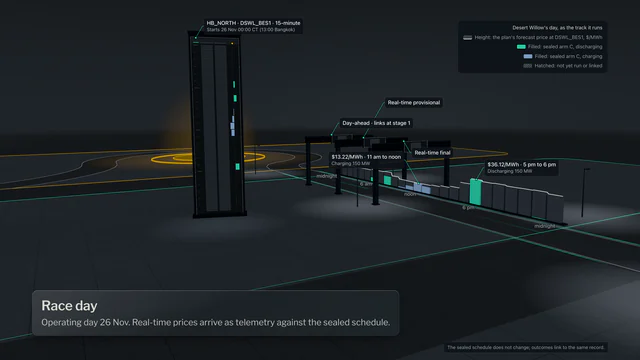 HB_NORTH · DSWL_BES1 · 15-minute
Starts 26 Nov 00:00 CT (13:00 Bangkok)
Desert Willow's day, as the track it runs
Height: the plan's forecast price at DSWL_BES1, $/MWh
Filled: sealed arm C, discharging
Filled: sealed arm C, charging
Hatched: not yet run or linked
Real-time provisional
Day-ahead · links at stage 1
Real-time final
$13.22/MWh · 11 am to noon
Charging 150 MW
$36.12/MWh · 5 pm to 6 pm
Discharging 150 MW
midnight
6 am
noon
6 pm
midnight
Race day
Operating day 26 Nov. Real-time prices arrive as telemetry against the sealed schedule.
The sealed schedule does not change; outcomes link to the same record.